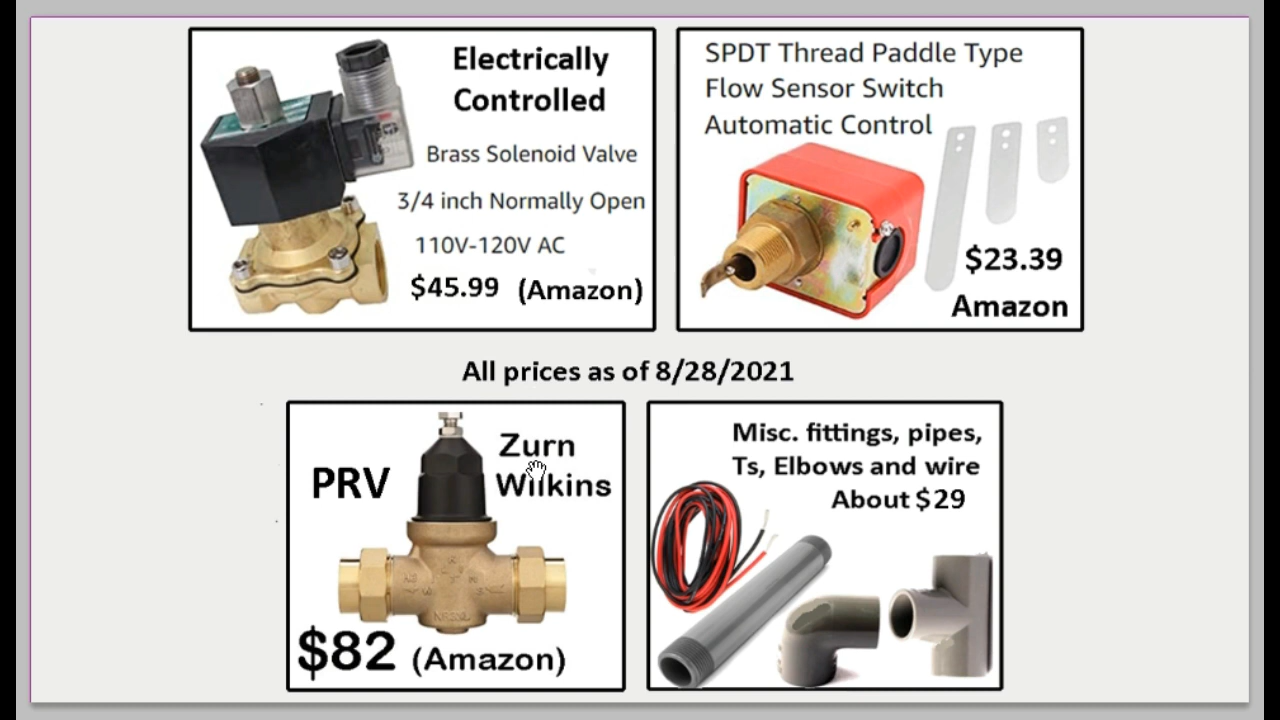 Electrically
Controlled
Brass Solenoid Valve
3/4 inch Normally Open
110V-120V AC
$45.99 (Amazon)
SPDT Thread Paddle Type
Flow Sensor Switch
Automatic Control
$23.39
Amazon
All prices as of 8/28/2021
PRV
Zurn
Wilkins
$82 (Amazon)
Misc. fittings, pipes,
Ts, Elbows and wire
About $29